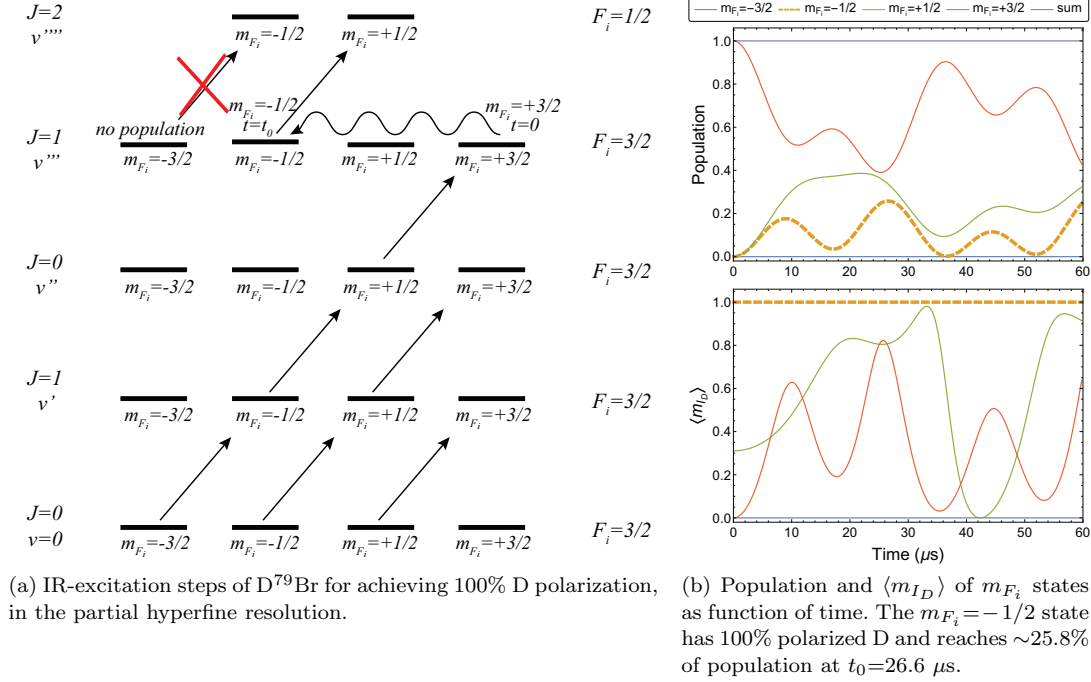 J=2
v''''
m_{F_i}=-1/2
m_{F_i}=+1/2
F_i=1/2
m_{F_i}=-1/2
t=t_0
m_{F_i}=+3/2
t=0
no population
J=1
v'''
m_{F_i}=-3/2
m_{F_i}=-1/2
m_{F_i}=+1/2
m_{F_i}=+3/2
F_i=3/2
J=0
v''
m_{F_i}=-3/2
m_{F_i}=-1/2
m_{F_i}=+1/2
m_{F_i}=+3/2
F_i=3/2
J=1
v'
m_{F_i}=-3/2
m_{F_i}=-1/2
m_{F_i}=+1/2
m_{F_i}=+3/2
F_i=3/2
J=0
v=0
m_{F_i}=-3/2
m_{F_i}=-1/2
m_{F_i}=+1/2
m_{F_i}=+3/2
F_i=3/2
(a) IR-excitation steps of D⁷⁹Br for achieving 100% D polarization,
in the partial hyperfine resolution.
m_{F_i}=-3/2 m_{F_i}=-1/2 m_{F_i}=+1/2 m_{F_i}=+3/2 sum
Population
1.0
0.8
0.6
0.4
0.2
0.0
0 10 20 30 40 50 60
⟨m_{I_D}⟩
1.0
0.8
0.6
0.4
0.2
0.0
0 10 20 30 40 50 60
Time (μs)
(b) Population and ⟨m_{I_D}⟩ of m_{F_i} states
as function of time. The m_{F_i}=−1/2 state
has 100% polarized D and reaches ∼25.8%
of population at t_0=26.6 μs.